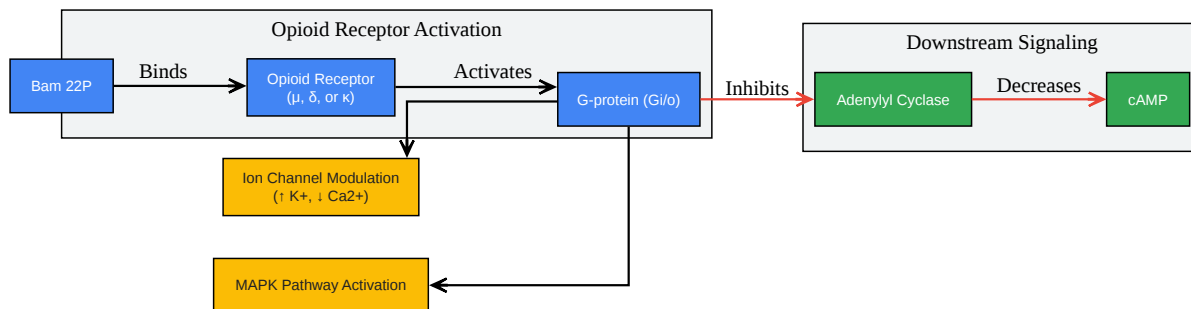 Opioid Receptor Activation
Downstream Signaling
Bam 22P
Binds
Opioid Receptor
(μ, δ, or κ)
Activates
G-protein (Gi/o)
Inhibits
Adenylyl Cyclase
Decreases
cAMP
Ion Channel Modulation
(↑ K+, ↓ Ca2+)
MAPK Pathway Activation